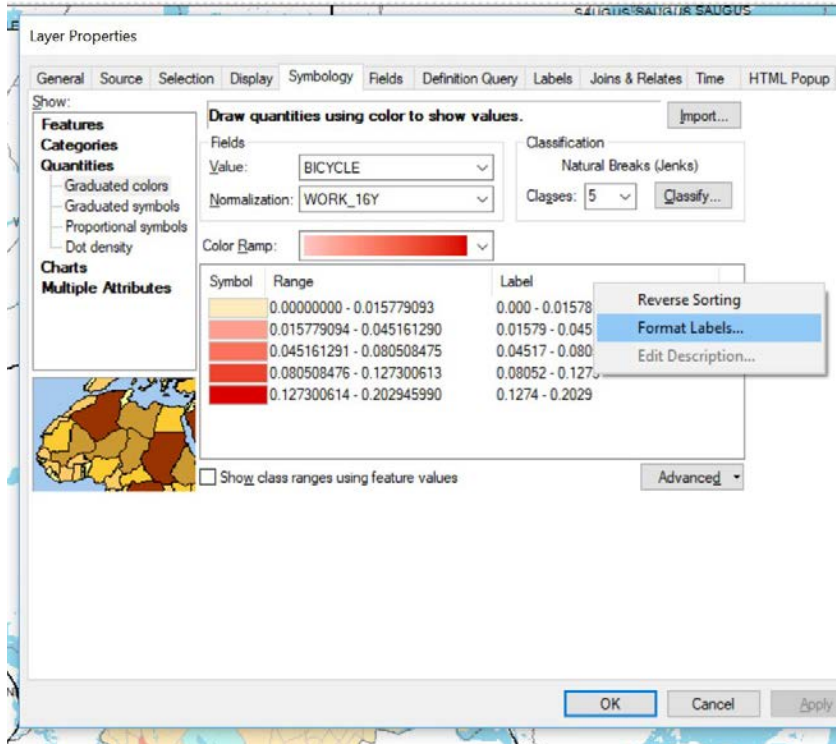 SAUGUS SAUGUS SAUGUS
Layer Properties
General Source Selection Display Symbology Fields Definition Query Labels Joins & Relates Time HTML Popup
Show:
Features
Categories
Quantities
Graduated colors
Graduated symbols
Proportional symbols
Dot density
Charts
Multiple Attributes
Draw quantities using color to show values.
Import...
Fields
Value: BICYCLE
Normalization: WORK_16Y
Classification
Natural Breaks (Jenks)
Classes: 5 Classify...
Color Ramp:
Symbol Range Label
0.00000000 - 0.015779093 0.000 - 0.01578
0.015779094 - 0.045161290 0.01579 - 0.045
0.045161291 - 0.080508475 0.04517 - 0.080
0.080508476 - 0.127300613 0.08052 - 0.1273
0.127300614 - 0.202945990 0.1274 - 0.2029
Reverse Sorting
Format Labels...
Edit Description...
Show class ranges using feature values
Advanced
OK Cancel Apply